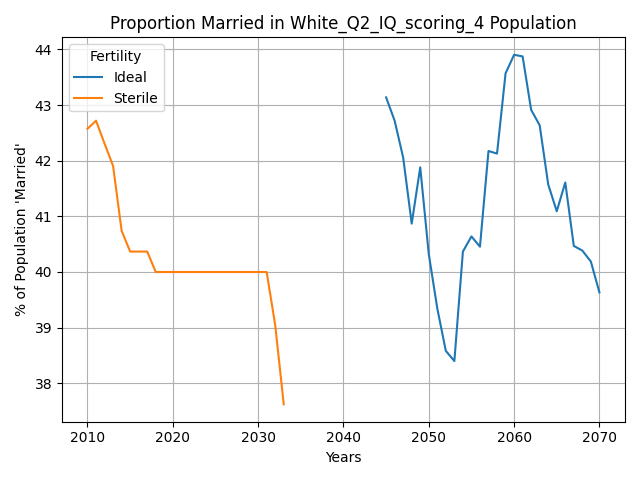 Proportion Married in White_Q2_IQ_scoring_4 Population
Fertility
Ideal
Sterile
44
43
42
41
40
39
38
% of Population 'Married'
2010 2020 2030 2040 2050 2060 2070
Years